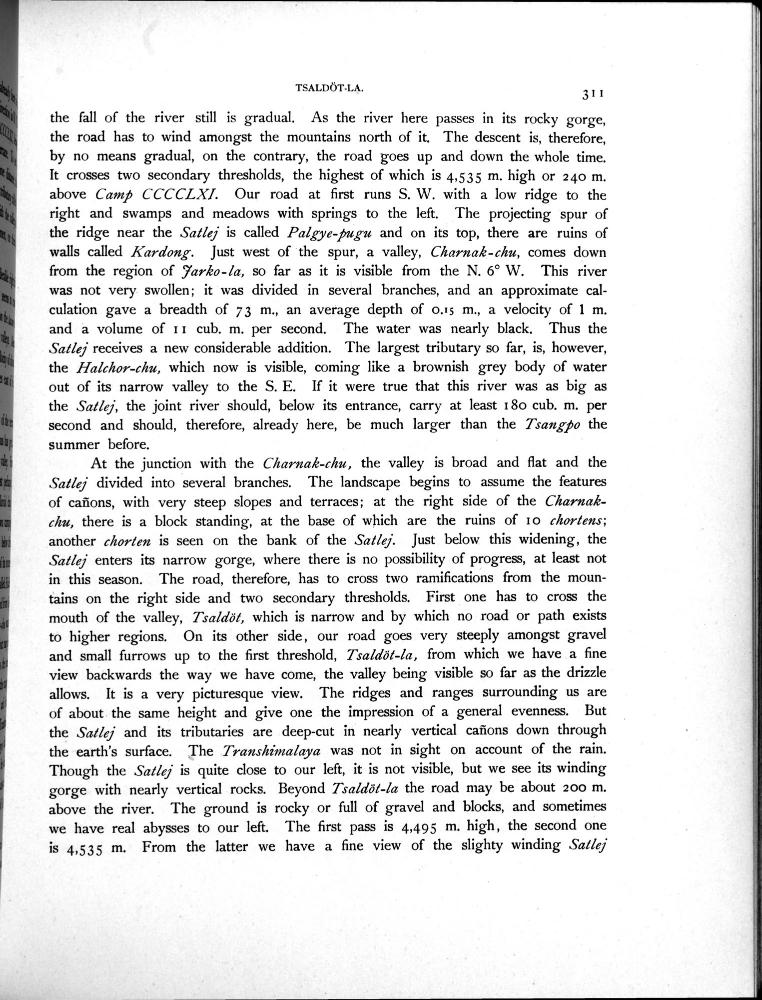 TSALDÖT-LA.
311
the fall of the river still is gradual. As the river here passes in its rocky gorge,
the road has to wind amongst the mountains north of it. The descent is, therefore,
by no means gradual, on the contrary, the road goes up and down the whole time.
It crosses two secondary thresholds, the highest of which is 4,535 m. high or 240 m.
above Camp CCCCLXI. Our road at first runs S. W. with a low ridge to the
right and swamps and meadows with springs to the left. The projecting spur of
the ridge near the Satlej is called Palgye-pugu and on its top, there are ruins of
walls called Kardong. Just west of the spur, a valley, Charnak-chu, comes down
from the region of Jarko-la, so far as it is visible from the N. 6° W. This river
was not very swollen; it was divided in several branches, and an approximate cal-
culation gave a breadth of 73 m., an average depth of 0.15 m., a velocity of 1 m.
and a volume of 11 cub. m. per second. The water was nearly black. Thus the
Satlej receives a new considerable addition. The largest tributary so far, is, however,
the Halchor-chu, which now is visible, coming like a brownish grey body of water
out of its narrow valley to the S. E. If it were true that this river was as big as
the Satlej, the joint river should, below its entrance, carry at least 180 cub. m. per
second and should, therefore, already here, be much larger than the Tsangpo the
summer before.
At the junction with the Charnak-chu, the valley is broad and flat and the
Satlej divided into several branches. The landscape begins to assume the features
of cañons, with very steep slopes and terraces; at the right side of the Charnak-
chu, there is a block standing, at the base of which are the ruins of 10 chortens;
another chorten is seen on the bank of the Satlej. Just below this widening, the
Satlej enters its narrow gorge, where there is no possibility of progress, at least not
in this season. The road, therefore, has to cross two ramifications from the moun-
tains on the right side and two secondary thresholds. First one has to cross the
mouth of the valley, Tsaldöt, which is narrow and by which no road or path exists
to higher regions. On its other side, our road goes very steeply amongst gravel
and small furrows up to the first threshold, Tsaldöt-la, from which we have a fine
view backwards the way we have come, the valley being visible so far as the drizzle
allows. It is a very picturesque view. The ridges and ranges surrounding us are
of about the same height and give one the impression of a general evenness. But
the Satlej and its tributaries are deep-cut in nearly vertical cañons down through
the earth's surface. The Transhimalaya was not in sight on account of the rain.
Though the Satlej is quite close to our left, it is not visible, but we see its winding
gorge with nearly vertical rocks. Beyond Tsaldöt-la the road may be about 200 m.
above the river. The ground is rocky or full of gravel and blocks, and sometimes
we have real abysses to our left. The first pass is 4,495 m. high, the second one
is 4,535 m. From the latter we have a fine view of the slighty winding Satlej